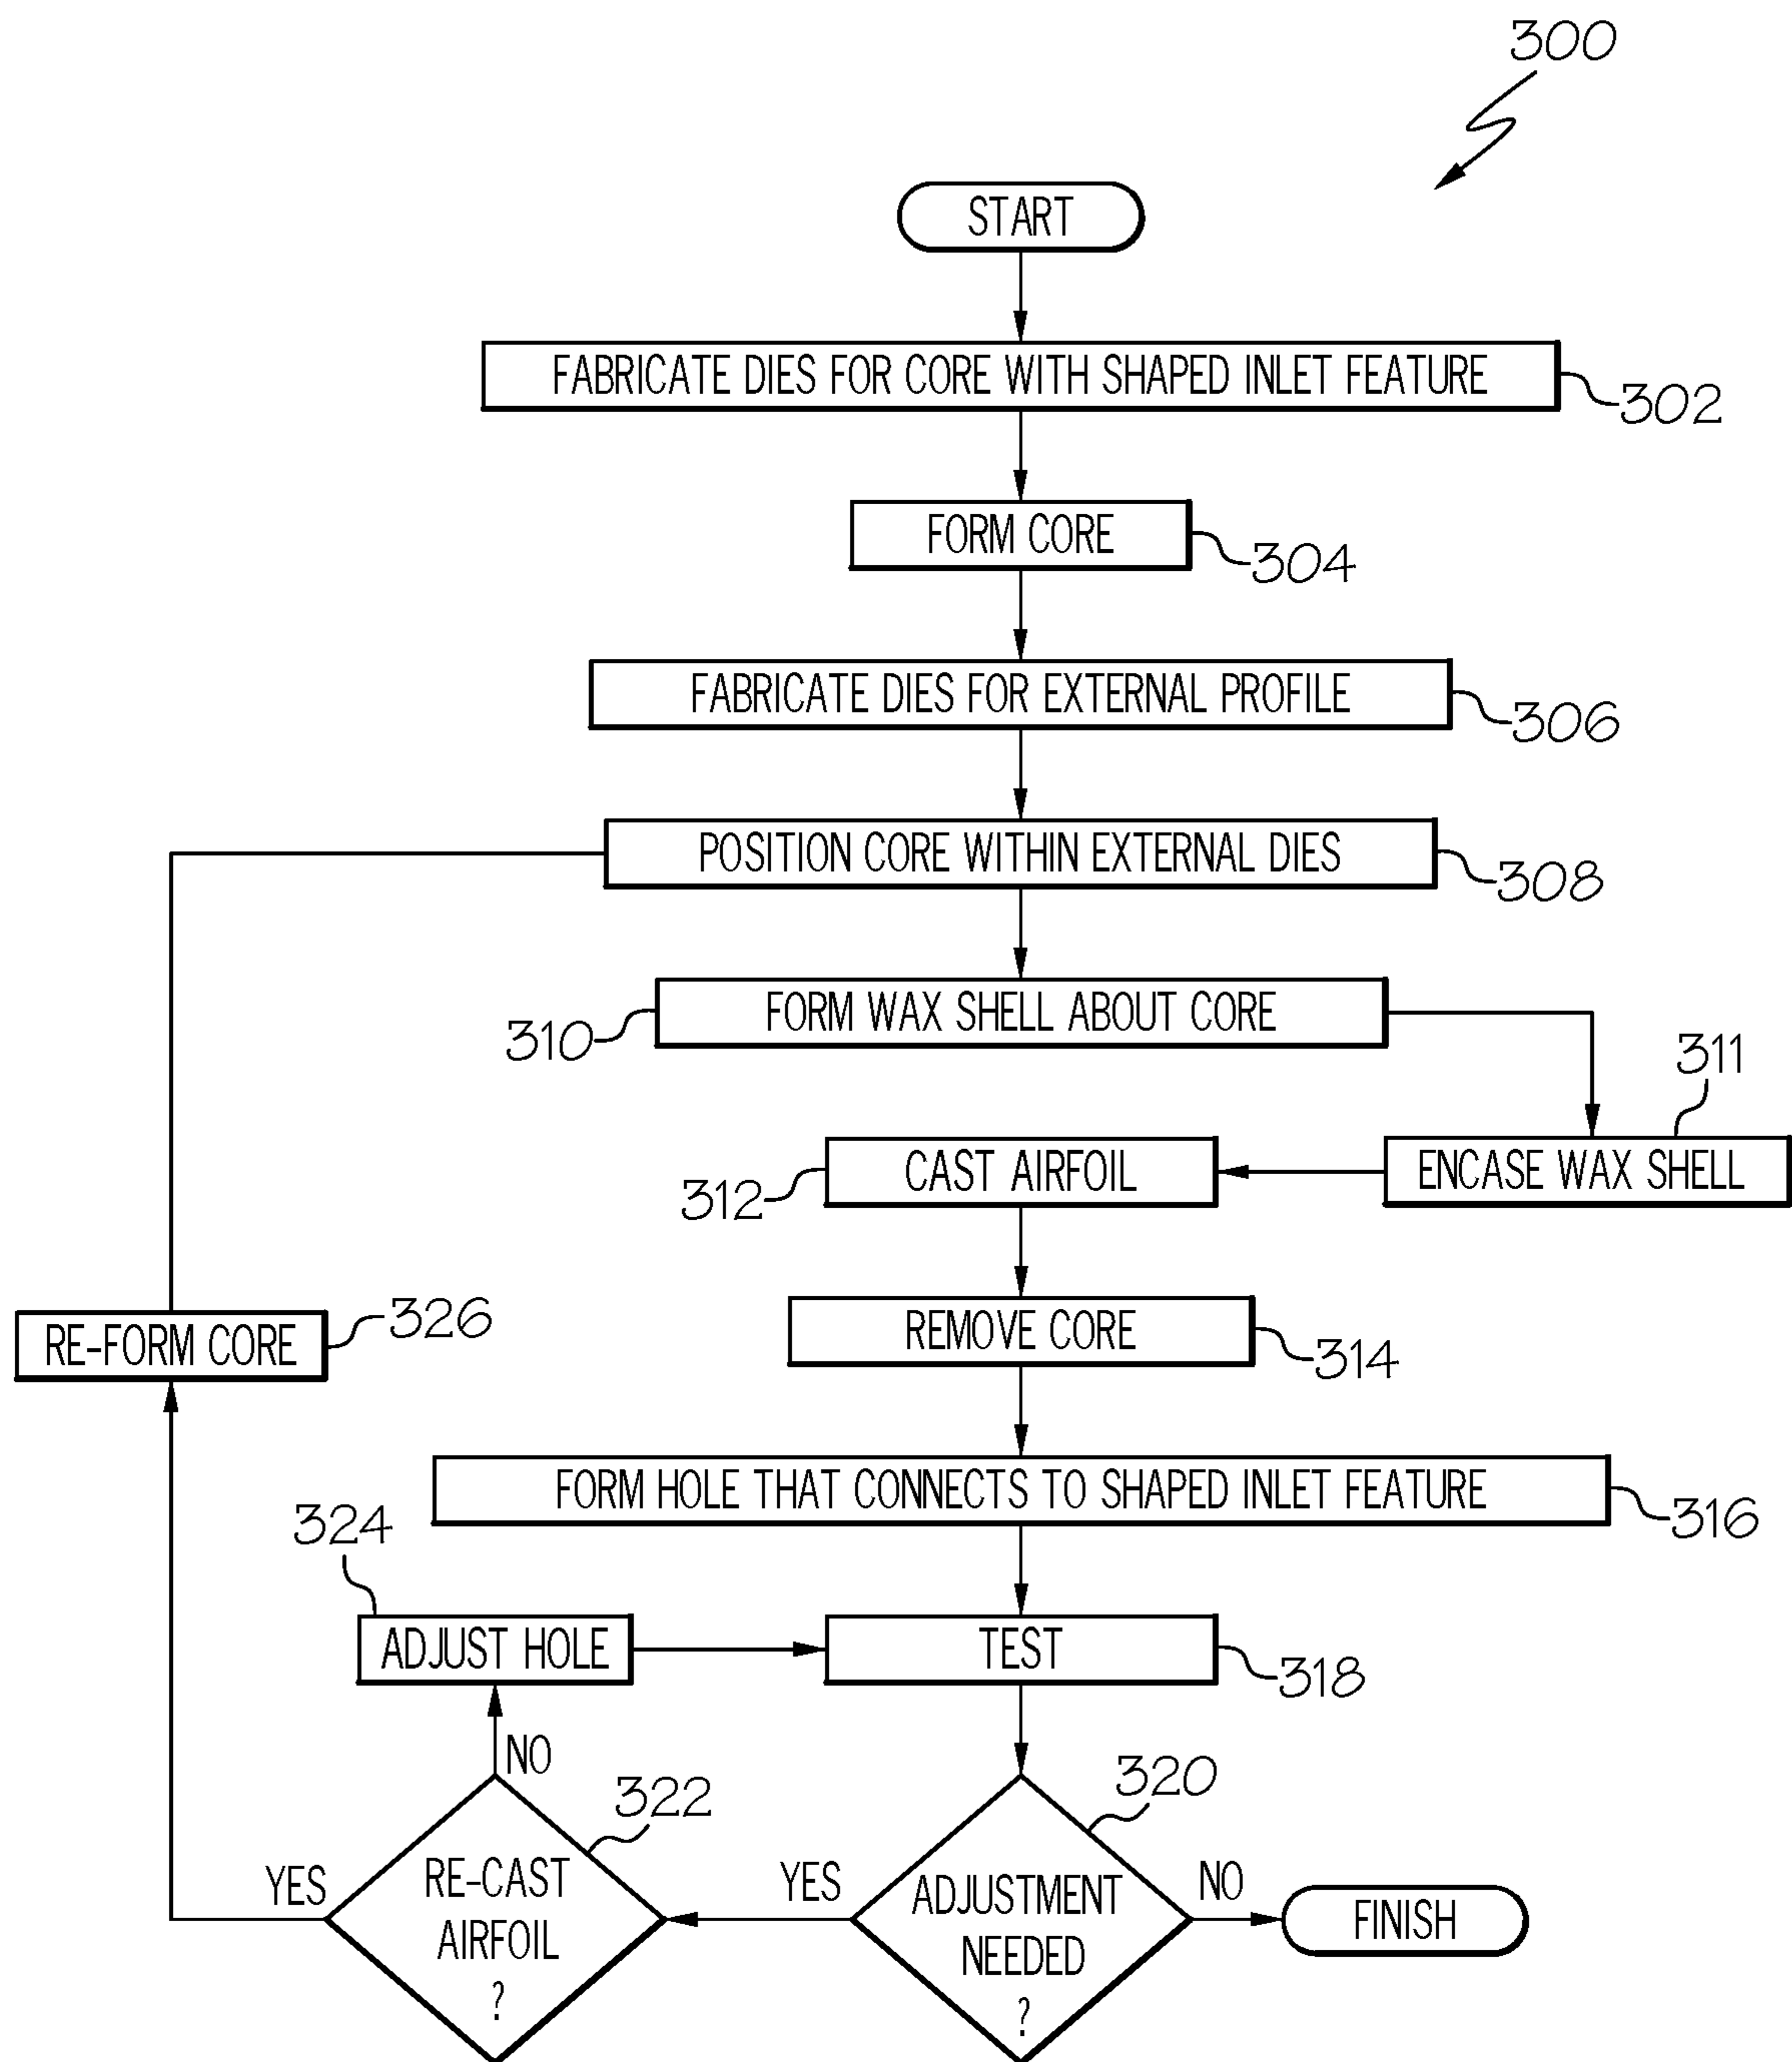 300
START
FABRICATE DIES FOR CORE WITH SHAPED INLET FEATURE
302
FORM CORE
304
FABRICATE DIES FOR EXTERNAL PROFILE
306
POSITION CORE WITHIN EXTERNAL DIES
308
FORM WAX SHELL ABOUT CORE
310
311
ENCASE WAX SHELL
CAST AIRFOIL
312
REMOVE CORE
314
RE-FORM CORE
326
FORM HOLE THAT CONNECTS TO SHAPED INLET FEATURE
316
324
ADJUST HOLE
TEST
318
NO
322
320
YES
RE-CAST
AIRFOIL
?
YES
ADJUSTMENT
NEEDED
?
NO
FINISH